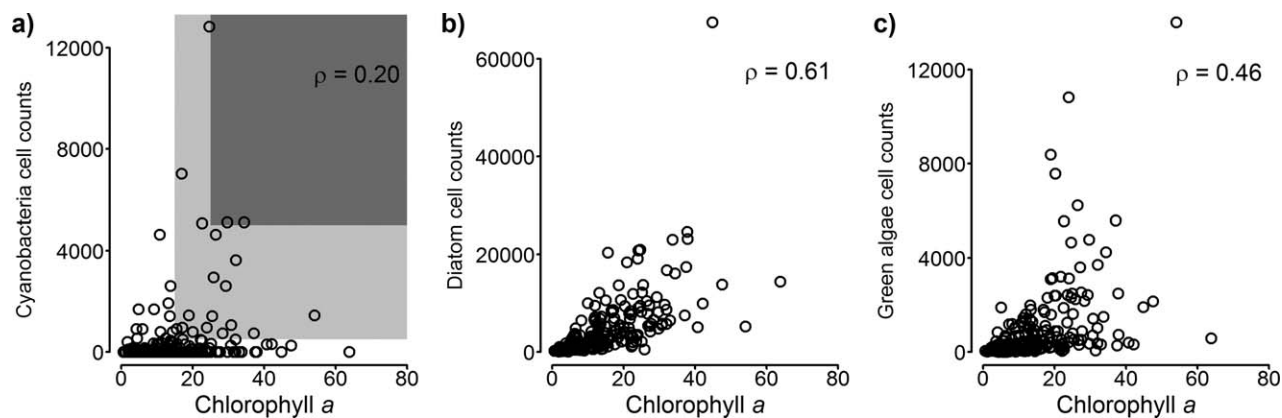 a)
Cyanobacteria cell counts
12000
8000
4000
0
0 20 40 60 80
Chlorophyll a
ρ = 0.20
b)
Diatom cell counts
60000
40000
20000
0
0 20 40 60 80
Chlorophyll a
ρ = 0.61
c)
Green algae cell counts
12000
8000
4000
0
0 20 40 60 80
Chlorophyll a
ρ = 0.46